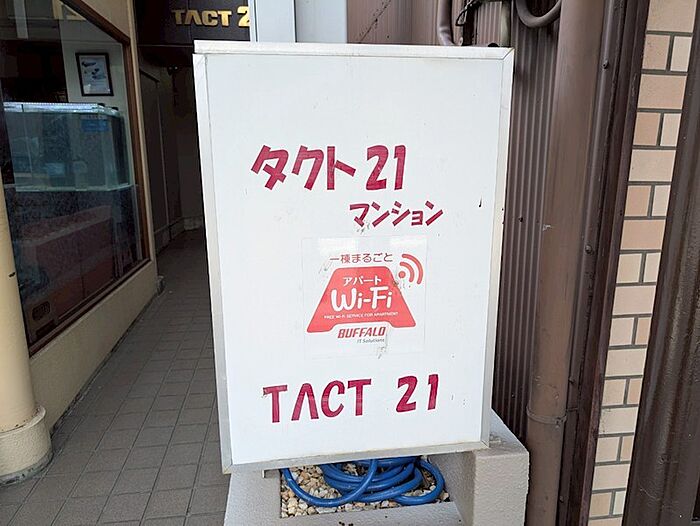 TACT 2
タクト21
マンション
一棟まるごと
アパート
Wi-Fi
FREE Wi-Fi SERVICE FOR APARTMENT
BUFFALO
IT Solutions
TACT 21